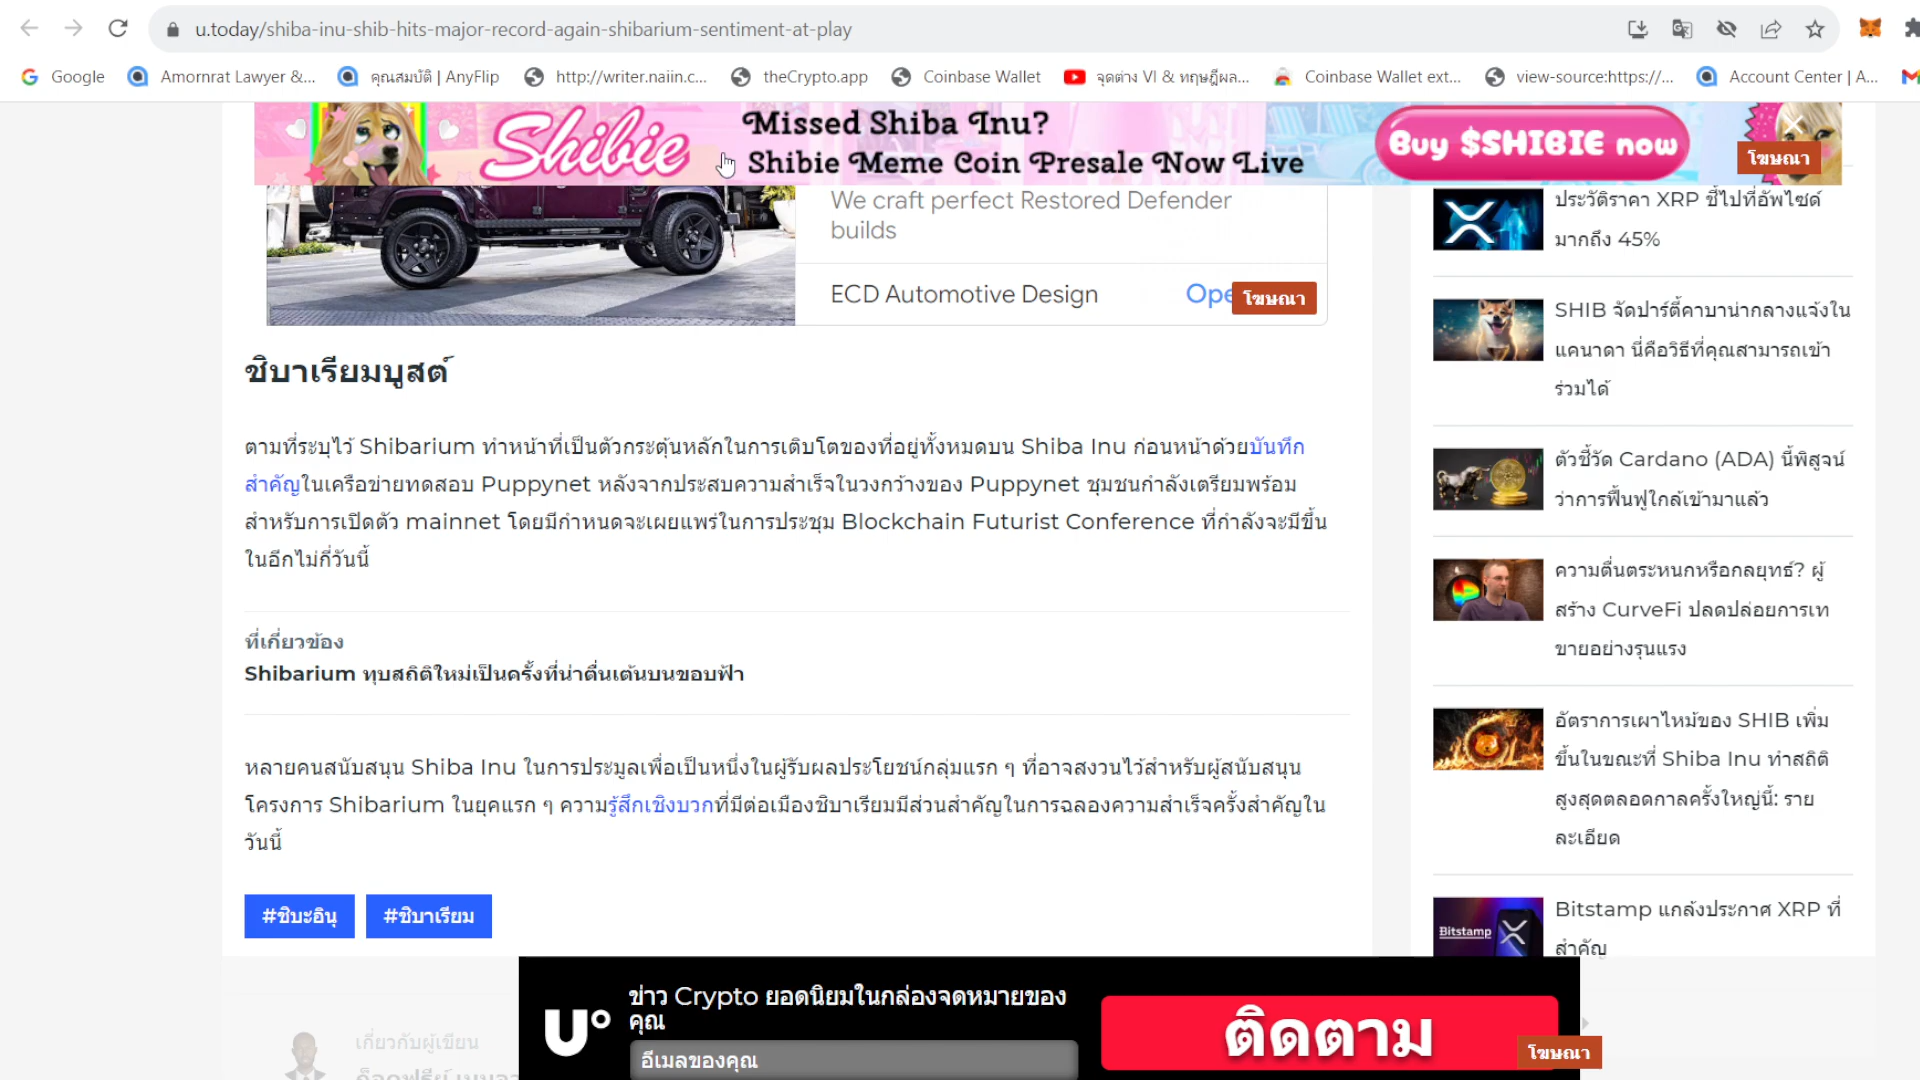 u.today/shiba-inu-shib-hits-major-record-again-shibarium-sentiment-at-play
Google
Amornrat Lawyer &...
คุณสมบัติ | AnyFlip
http://writer.naiin.c...
theCrypto.app
Coinbase Wallet
จุดต่าง VI & ทฤษฎีผล...
Coinbase Wallet ext...
view-source:https://...
Account Center | A...
Shibie
Missed Shiba Inu?
Shibie Meme Coin Presale Now Live
Buy $SHIBIE now
โฆษณา
We craft perfect Restored Defender
builds
ECD Automotive Design
Ope
โฆษณา
ชิบาเรียมบูสต์
ตามที่ระบุไว้ Shibarium ทำหน้าที่เป็นตัวกระตุ้นหลักในการเติบโตของที่อยู่ทั้งหมดบน Shiba Inu ก่อนหน้าด้วยบันทึก
สำคัญในเครือข่ายทดสอบ Puppynet หลังจากประสบความสำเร็จในวงกว้างของ Puppynet ชุมชนกำลังเตรียมพร้อม
สำหรับการเปิดตัว mainnet โดยมีกำหนดจะเผยแพร่ในการประชุม Blockchain Futurist Conference ที่กำลังจะมีขึ้น
ในอีกไม่กี่วันนี้
ที่เกี่ยวข้อง
Shibarium ทุบสถิติใหม่เป็นครั้งที่น่าตื่นเต้นบนขอบฟ้า
หลายคนสนับสนุน Shiba Inu ในการประมูลเพื่อเป็นหนึ่งในผู้รับผลประโยชน์กลุ่มแรก ๆ ที่อาจสงวนไว้สำหรับผู้สนับสนุน
โครงการ Shibarium ในยุคแรก ๆ ความรู้สึกเชิงบวกที่มีต่อเมืองชิบาเรียมมีส่วนสำคัญในการฉลองความสำเร็จครั้งสำคัญใน
วันนี้
#ชิบะอินุ
#ชิบาเรียม
เกี่ยวกับผู้เขียน
ประวัติราคา XRP ชี้ไปที่อัพไซด์
มากถึง 45%
SHIB จัดปาร์ตี้คาบาน่ากลางแจ้งใน
แคนาดา นี่คือวิธีที่คุณสามารถเข้า
ร่วมได้
ตัวชี้วัด Cardano (ADA) นี้พิสูจน์
ว่าการฟื้นฟูใกล้เข้ามาแล้ว
ความตื่นตระหนกหรือกลยุทธ์? ผู้
สร้าง CurveFi ปลดปล่อยการเท
ขายอย่างรุนแรง
อัตราการเผาไหม้ของ SHIB เพิ่ม
ขึ้นในขณะที่ Shiba Inu ทำสถิติ
สูงสุดตลอดกาลครั้งใหญ่นี้: ราย
ละเอียด
Bitstamp
Bitstamp แกล้งประกาศ XRP ที่
สำคัญ
U°
ข่าว Crypto ยอดนิยมในกล่องจดหมายของ
คุณ
อีเมลของคุณ
ติดตาม
โฆษณา